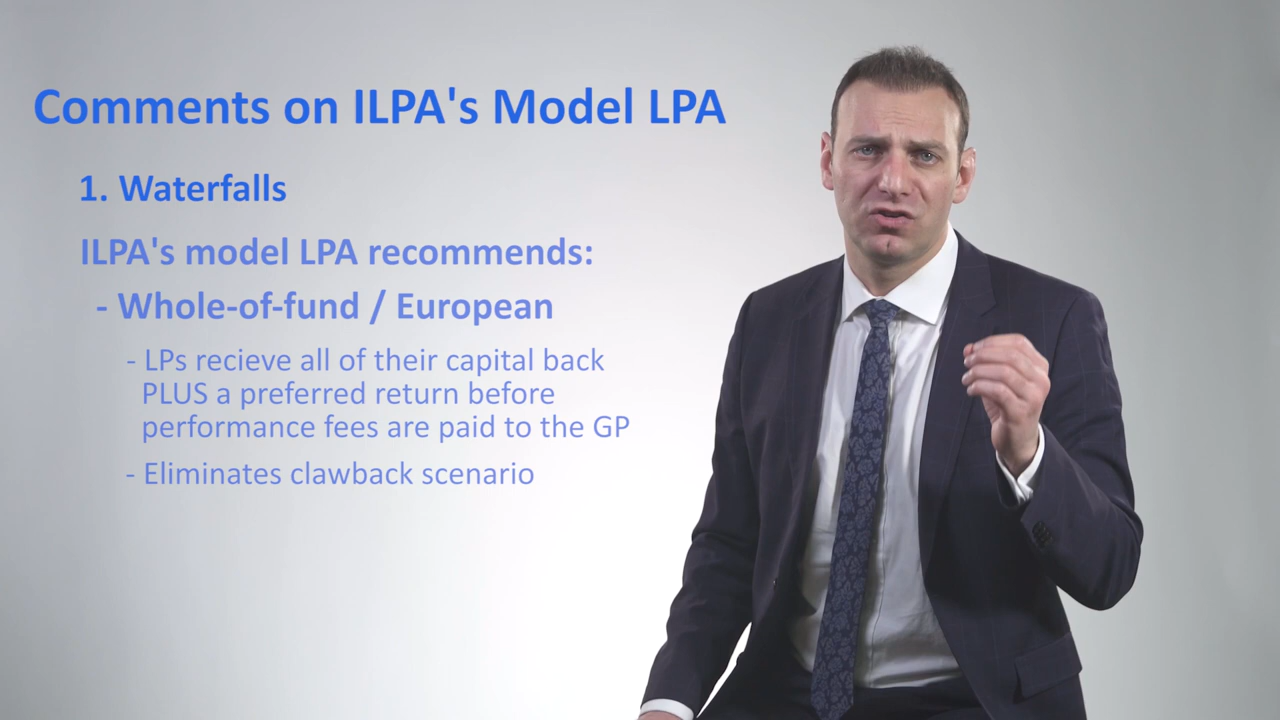 Comments on ILPA's Model LPA
1. Waterfalls
ILPA's model LPA recommends:
- Whole-of-fund / European
- LPs recieve all of their capital back
PLUS a preferred return before
performance fees are paid to the GP
- Eliminates clawback scenario